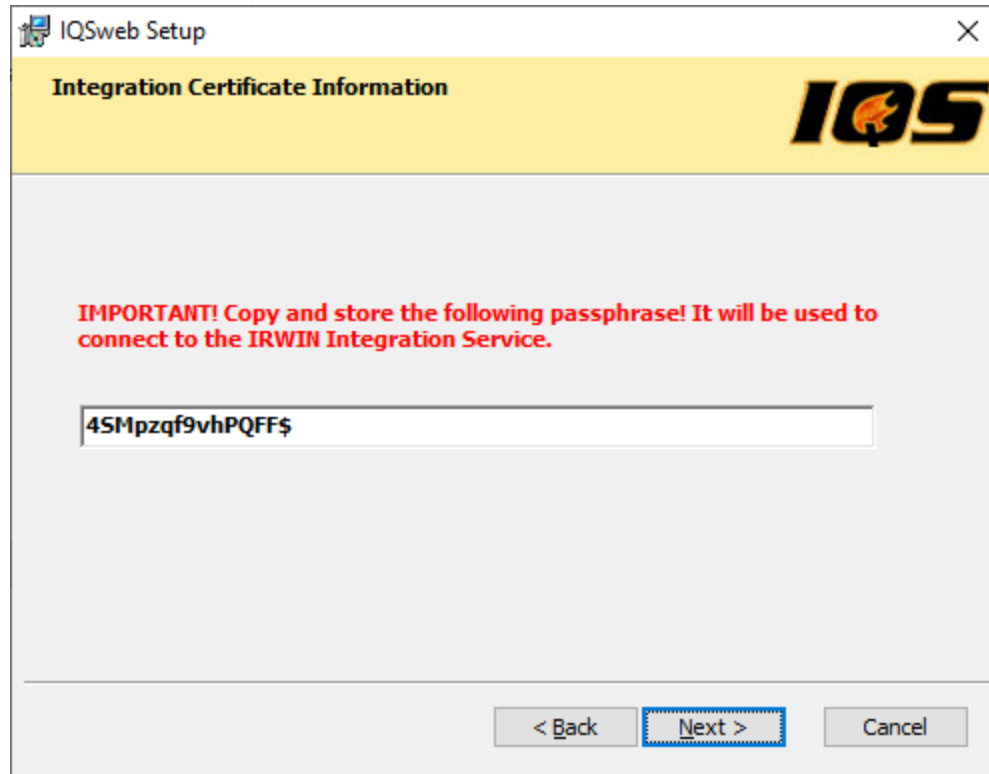 IQSweb Setup
Integration Certificate Information
IQS
IMPORTANT! Copy and store the following passphrase! It will be used to
connect to the IRWIN Integration Service.
4SMpzqf9vhPQFF$
< Back
Next >
Cancel